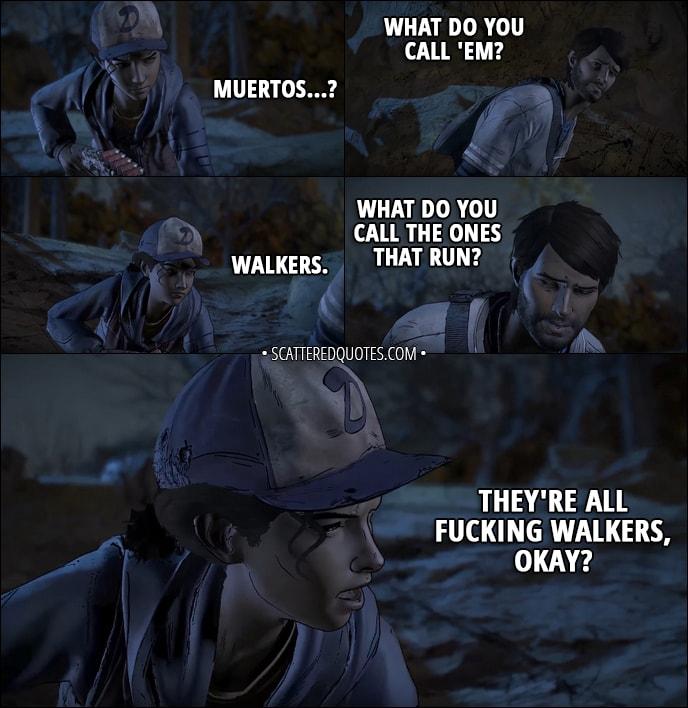 D
MUERTOS...?
WHAT DO YOU
CALL 'EM?
D
WALKERS.
WHAT DO YOU
CALL THE ONES
THAT RUN?
• SCATTEREDQUOTES.COM •
D
THEY'RE ALL
FUCKING WALKERS,
OKAY?